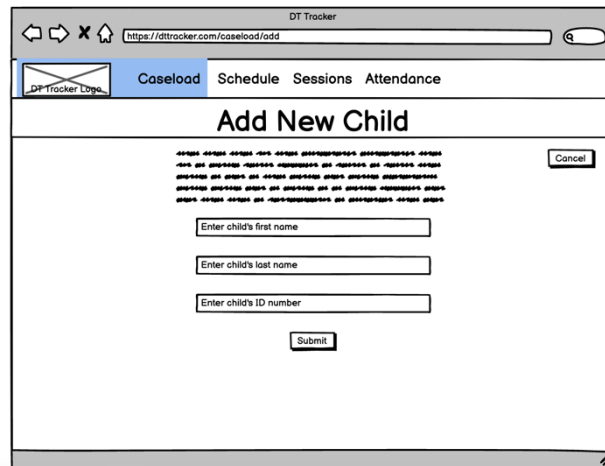 DT Tracker
https://dttracker.com/caseload/add
DT Tracker Logo
Caseload Schedule Sessions Attendance
Add New Child
Cancel
Enter child's first name
Enter child's last name
Enter child's ID number
Submit